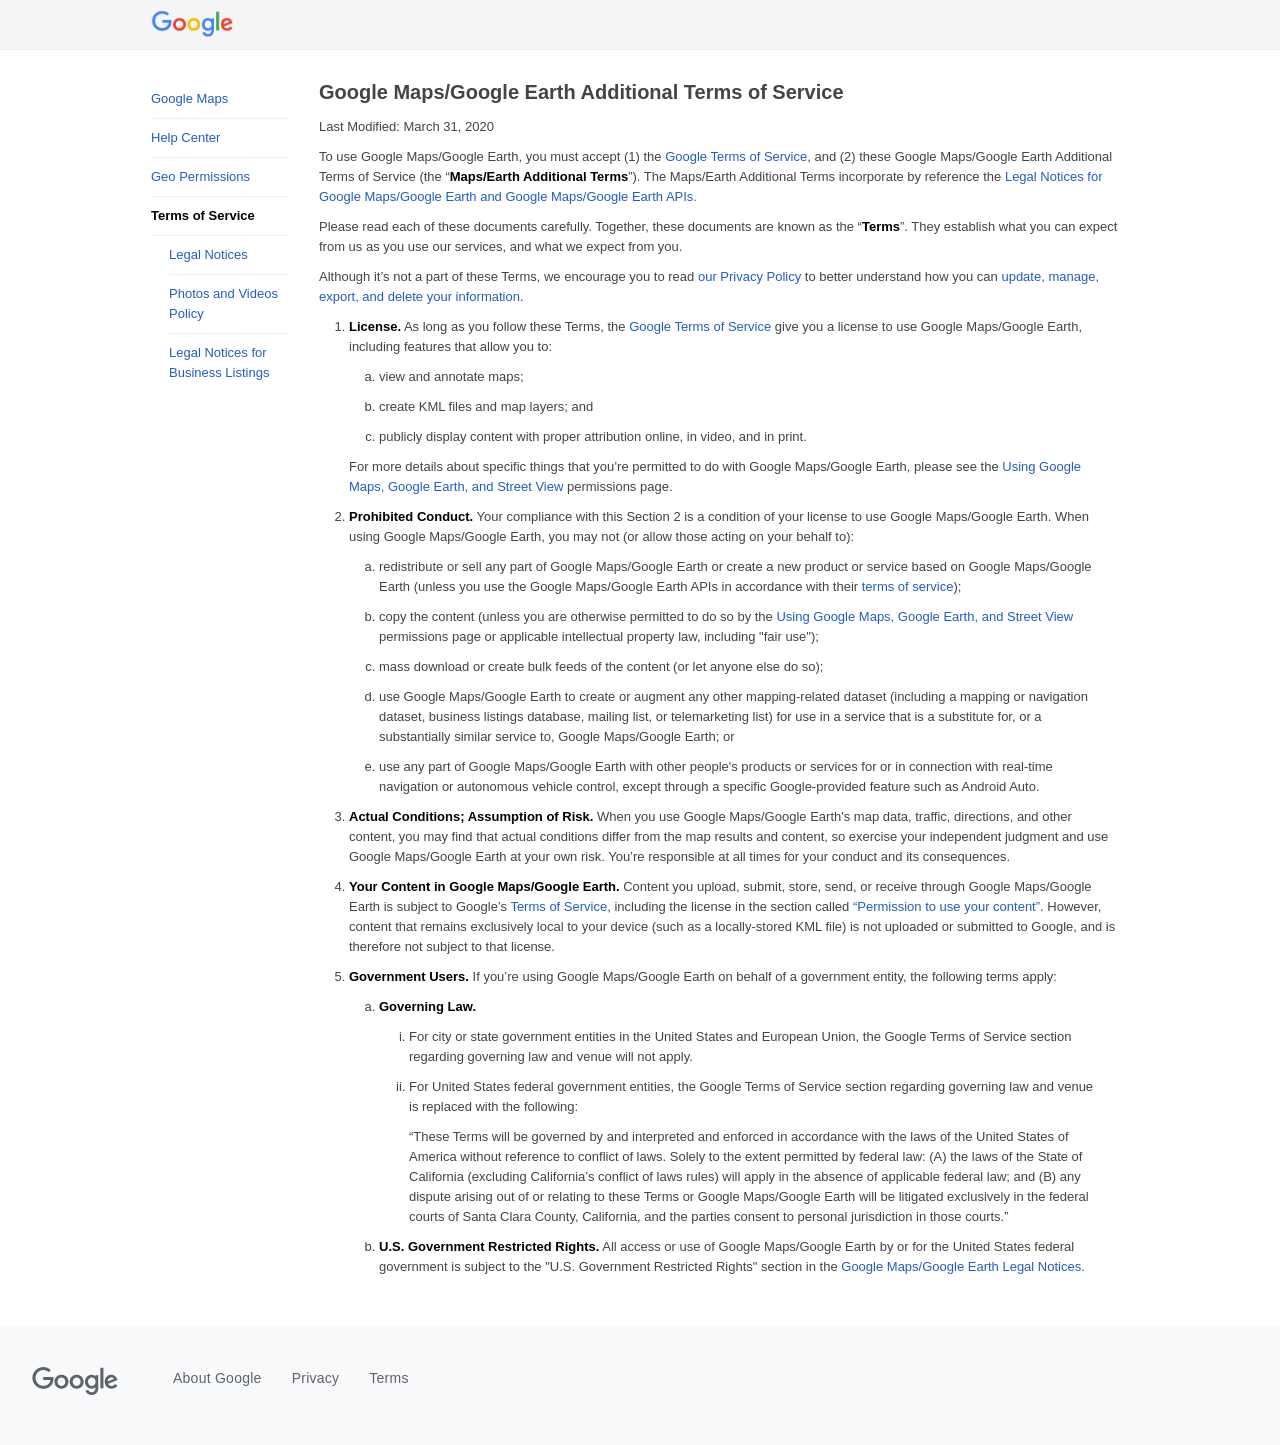 Google
Google Maps
Help Center
Geo Permissions
Terms of Service
Legal Notices
Photos and Videos
Policy
Legal Notices for
Business Listings
Google Maps/Google Earth Additional Terms of Service
Last Modified: March 31, 2020
To use Google Maps/Google Earth, you must accept (1) the Google Terms of Service, and (2) these Google Maps/Google Earth Additional
Terms of Service (the “Maps/Earth Additional Terms”). The Maps/Earth Additional Terms incorporate by reference the Legal Notices for
Google Maps/Google Earth and Google Maps/Google Earth APIs.
Please read each of these documents carefully. Together, these documents are known as the “Terms”. They establish what you can expect
from us as you use our services, and what we expect from you.
Although it’s not a part of these Terms, we encourage you to read our Privacy Policy to better understand how you can update, manage,
export, and delete your information.
1. License. As long as you follow these Terms, the Google Terms of Service give you a license to use Google Maps/Google Earth,
including features that allow you to:
a. view and annotate maps;
b. create KML files and map layers; and
c. publicly display content with proper attribution online, in video, and in print.
For more details about specific things that you’re permitted to do with Google Maps/Google Earth, please see the Using Google
Maps, Google Earth, and Street View permissions page.
2. Prohibited Conduct. Your compliance with this Section 2 is a condition of your license to use Google Maps/Google Earth. When
using Google Maps/Google Earth, you may not (or allow those acting on your behalf to):
a. redistribute or sell any part of Google Maps/Google Earth or create a new product or service based on Google Maps/Google
Earth (unless you use the Google Maps/Google Earth APIs in accordance with their terms of service);
b. copy the content (unless you are otherwise permitted to do so by the Using Google Maps, Google Earth, and Street View
permissions page or applicable intellectual property law, including "fair use");
c. mass download or create bulk feeds of the content (or let anyone else do so);
d. use Google Maps/Google Earth to create or augment any other mapping-related dataset (including a mapping or navigation
dataset, business listings database, mailing list, or telemarketing list) for use in a service that is a substitute for, or a
substantially similar service to, Google Maps/Google Earth; or
e. use any part of Google Maps/Google Earth with other people's products or services for or in connection with real-time
navigation or autonomous vehicle control, except through a specific Google-provided feature such as Android Auto.
3. Actual Conditions; Assumption of Risk. When you use Google Maps/Google Earth's map data, traffic, directions, and other
content, you may find that actual conditions differ from the map results and content, so exercise your independent judgment and use
Google Maps/Google Earth at your own risk. You’re responsible at all times for your conduct and its consequences.
4. Your Content in Google Maps/Google Earth. Content you upload, submit, store, send, or receive through Google Maps/Google
Earth is subject to Google’s Terms of Service, including the license in the section called “Permission to use your content”. However,
content that remains exclusively local to your device (such as a locally-stored KML file) is not uploaded or submitted to Google, and is
therefore not subject to that license.
5. Government Users. If you’re using Google Maps/Google Earth on behalf of a government entity, the following terms apply:
a. Governing Law.
i. For city or state government entities in the United States and European Union, the Google Terms of Service section
regarding governing law and venue will not apply.
ii. For United States federal government entities, the Google Terms of Service section regarding governing law and venue
is replaced with the following:
“These Terms will be governed by and interpreted and enforced in accordance with the laws of the United States of
America without reference to conflict of laws. Solely to the extent permitted by federal law: (A) the laws of the State of
California (excluding California’s conflict of laws rules) will apply in the absence of applicable federal law; and (B) any
dispute arising out of or relating to these Terms or Google Maps/Google Earth will be litigated exclusively in the federal
courts of Santa Clara County, California, and the parties consent to personal jurisdiction in those courts.”
b. U.S. Government Restricted Rights. All access or use of Google Maps/Google Earth by or for the United States federal
government is subject to the "U.S. Government Restricted Rights" section in the Google Maps/Google Earth Legal Notices.
Google About Google Privacy Terms